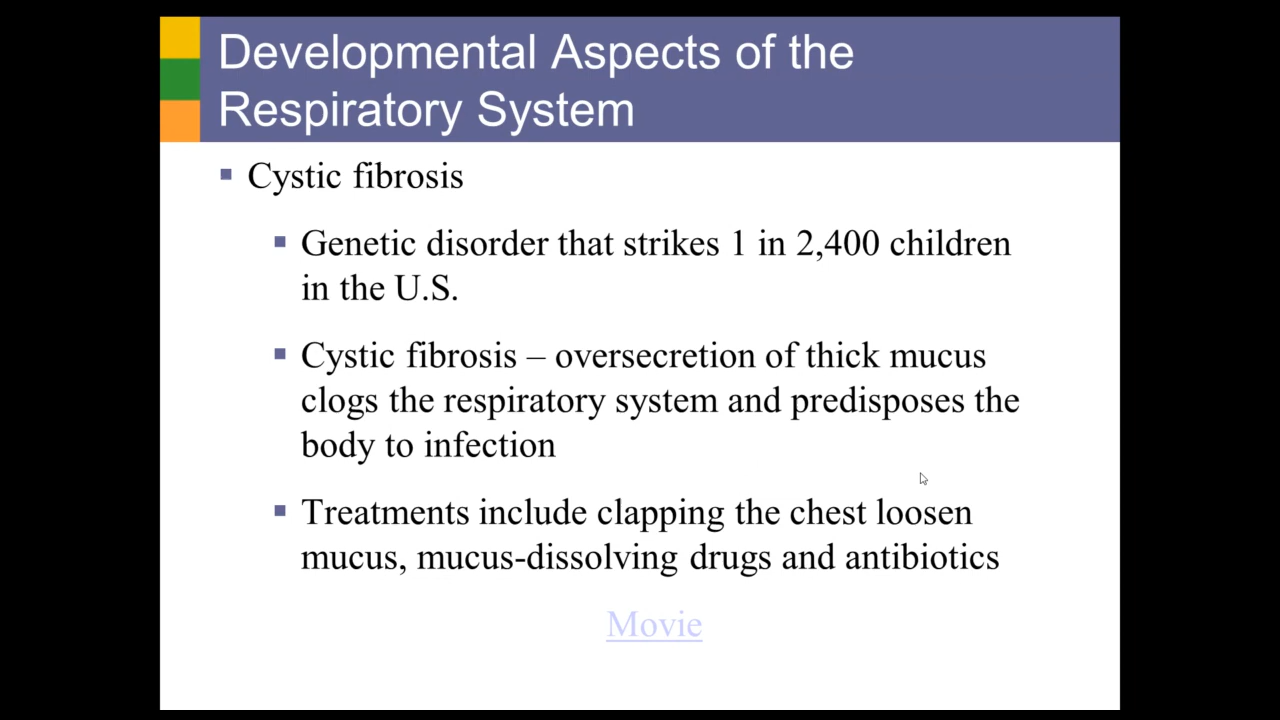 Developmental Aspects of the
Respiratory System
Cystic fibrosis
Genetic disorder that strikes 1 in 2,400 children
in the U.S.
Cystic fibrosis – oversecretion of thick mucus
clogs the respiratory system and predisposes the
body to infection
Treatments include clapping the chest loosen
mucus, mucus-dissolving drugs and antibiotics
Movie